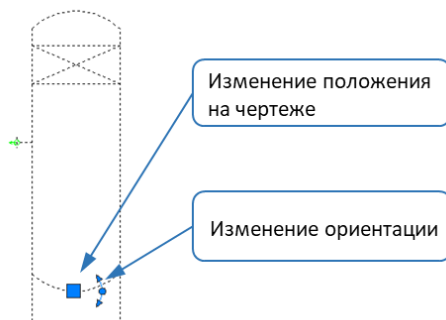 Изменение положения
на чертеже
Изменение ориентации